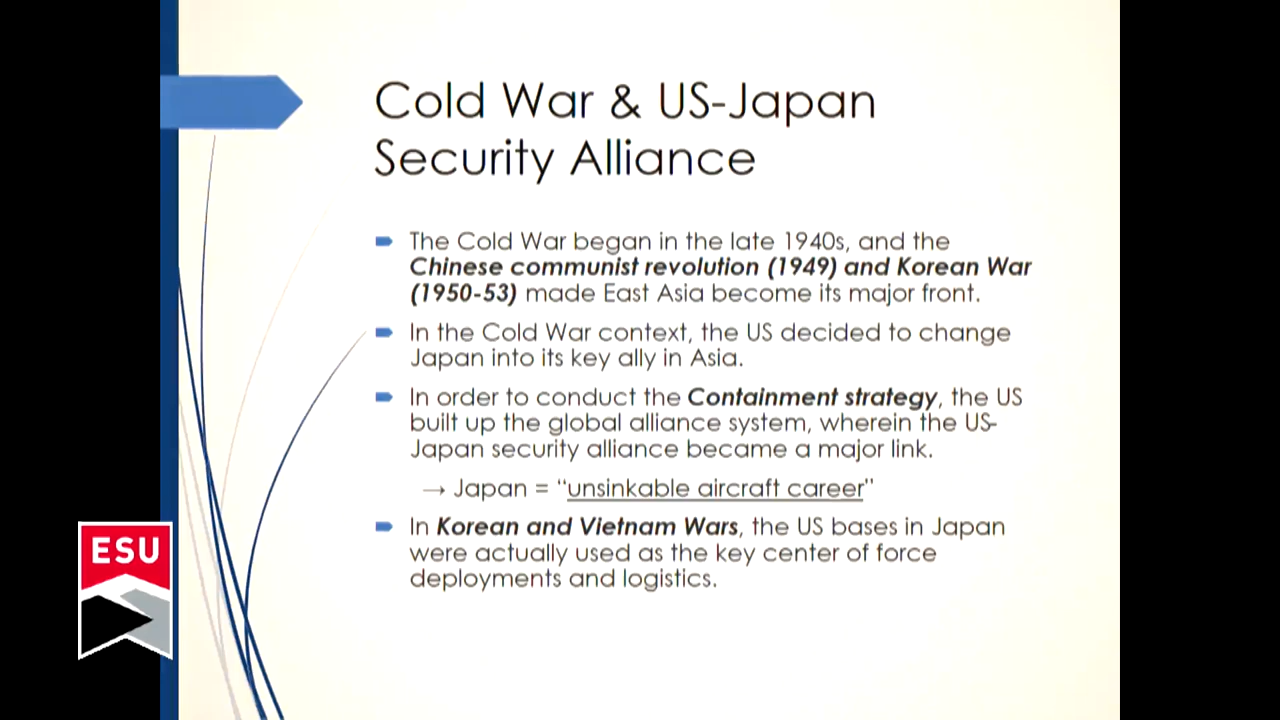 Cold War & US-Japan
Security Alliance
The Cold War began in the late 1940s, and the
Chinese communist revolution (1949) and Korean War
(1950-53) made East Asia become its major front.
In the Cold War context, the US decided to change
Japan into its key ally in Asia.
In order to conduct the Containment strategy, the US
built up the global alliance system, wherein the US-
Japan security alliance became a major link.
→ Japan = “unsinkable aircraft career”
In Korean and Vietnam Wars, the US bases in Japan
were actually used as the key center of force
deployments and logistics.
ESU